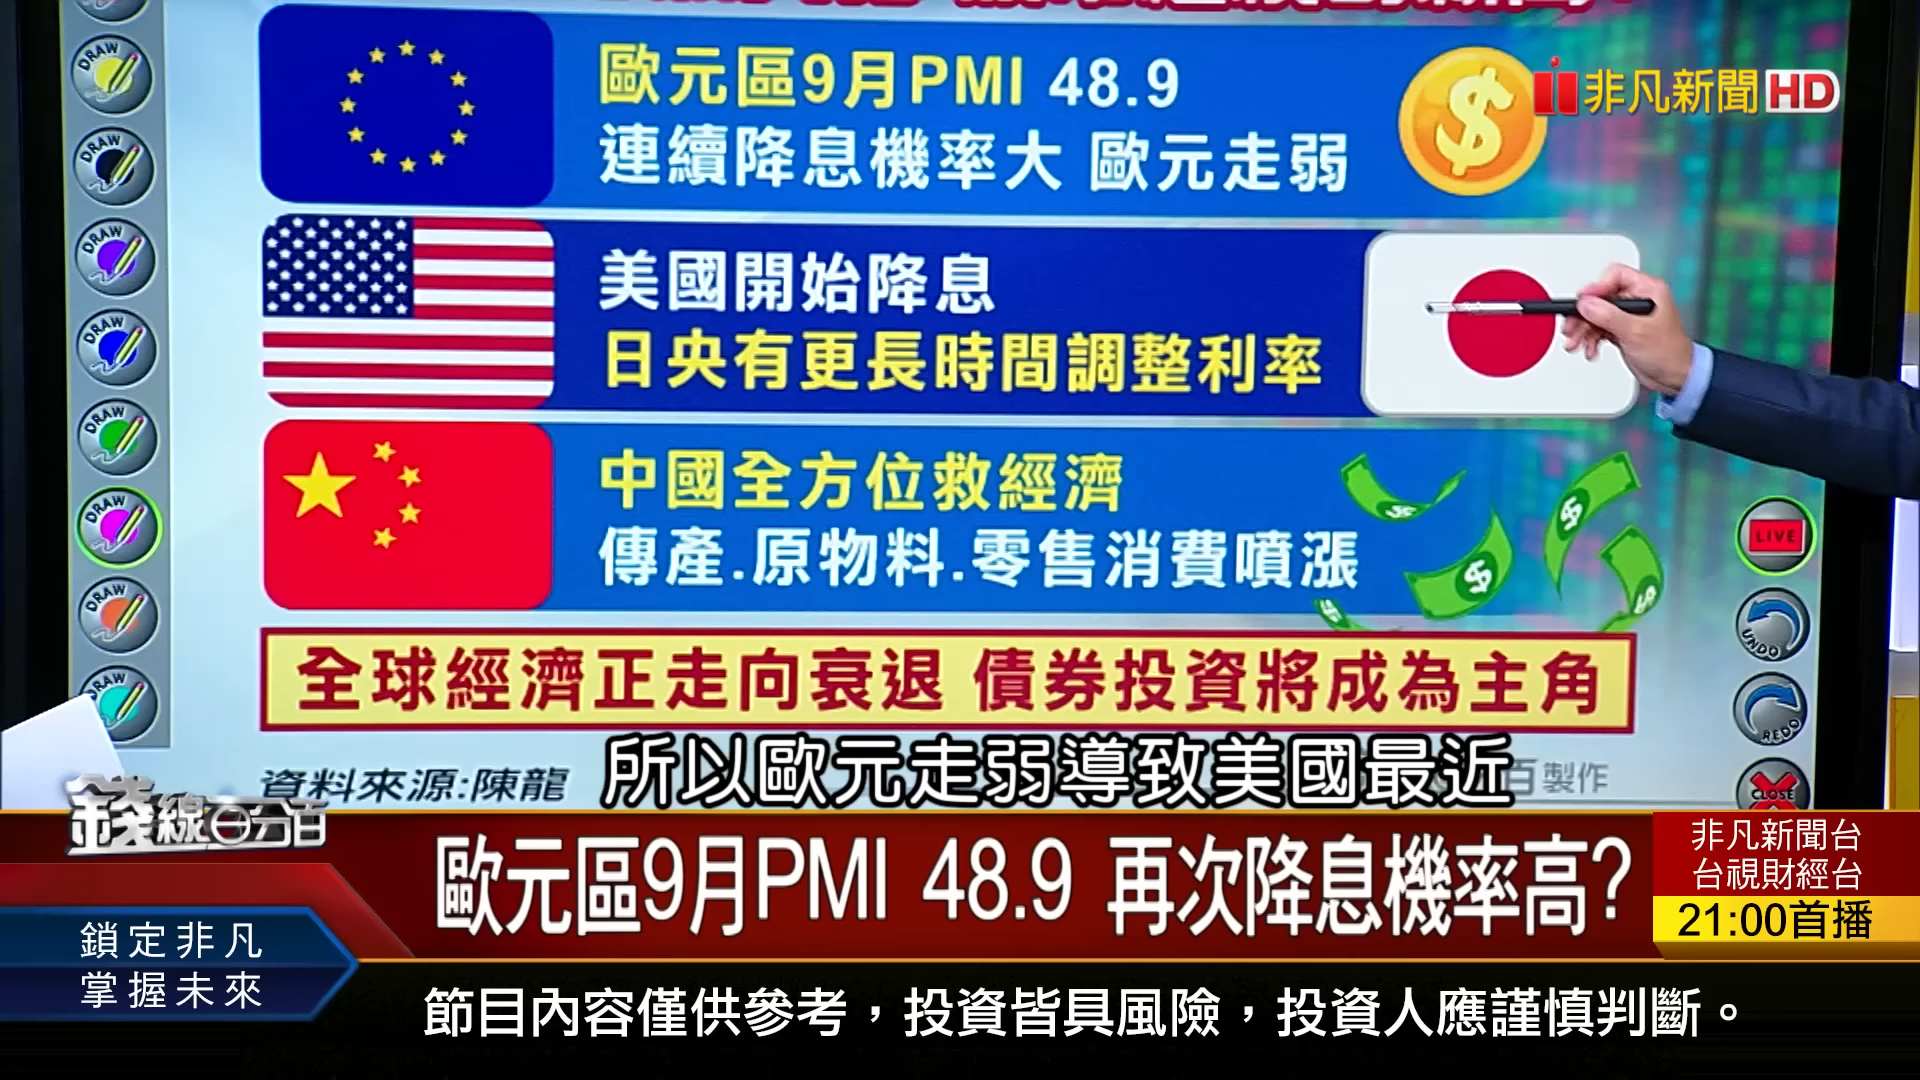 歐元區9月PMI 48.9
連續降息機率大 歐元走弱
非凡新聞HD
美國開始降息
日央有更長時間調整利率
中國全方位救經濟
傳產.原物料.零售消費噴漲
全球經濟正走向衰退 債券投資將成為主角
資料來源:陳龍
百製作
DRAW
DRAW
DRAW
DRAW
DRAW
DRAW
DRAW
DRAW
LIVE
UNDO
REDO
CLOSE
所以歐元走弱導致美國最近
錢線百分百
歐元區9月PMI 48.9 再次降息機率高?
非凡新聞台
台視財經台
21:00首播
鎖定非凡
掌握未來
節目內容僅供參考，投資皆具風險，投資人應謹慎判斷。